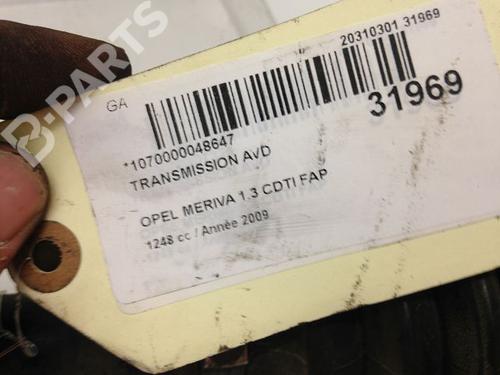 B-PARTS
20310301 31969
GA
31969
*1070000048647
TRANSMISSION AVD
OPEL MERIVA 1.3 CDTI FAP
1248 cc / Année 2009